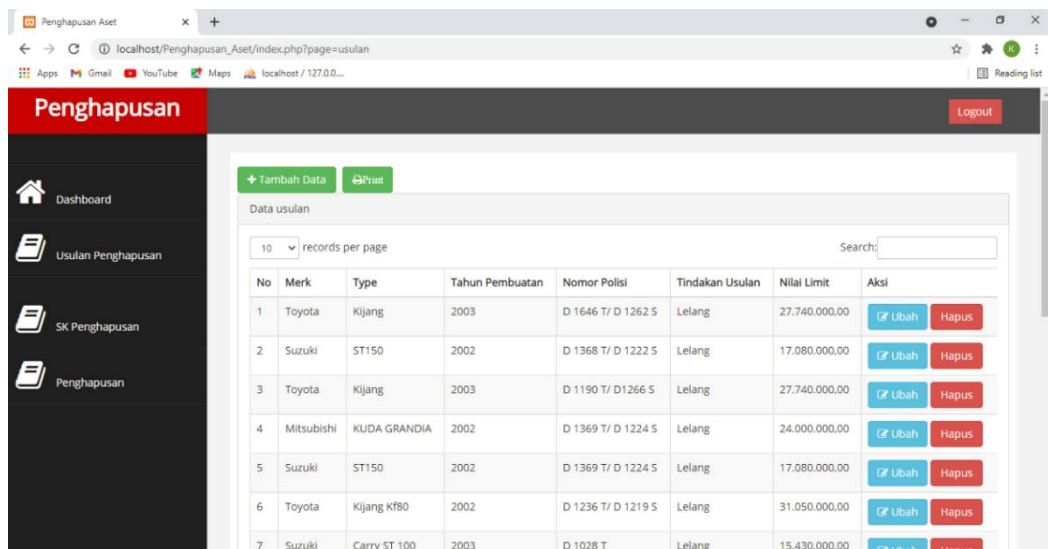 Penghapusan Aset
localhost/Penghapusan_Aset/index.php?page=usulan
K
Apps Gmail YouTube Maps localhost / 127.0.0.... Reading list
Penghapusan
Logout
Dashboard
Usulan Penghapusan
SK Penghapusan
Penghapusan
Tambah Data Print
Data usulan
10 records per page Search:
No Merk Type Tahun Pembuatan Nomor Polisi Tindakan Usulan Nilai Limit Aksi
1 Toyota Kijang 2003 D 1646 T/ D 1262 S Lelang 27.740.000,00 Ubah Hapus
2 Suzuki ST150 2002 D 1368 T/ D 1222 S Lelang 17.080.000,00 Ubah Hapus
3 Toyota Kijang 2003 D 1190 T/ D1266 S Lelang 27.740.000,00 Ubah Hapus
4 Mitsubishi KUDA GRANDIA 2002 D 1369 T/ D 1224 S Lelang 24.000.000,00 Ubah Hapus
5 Suzuki ST150 2002 D 1369 T/ D 1224 S Lelang 17.080.000,00 Ubah Hapus
6 Toyota Kijang Kf80 2002 D 1236 T/ D 1219 S Lelang 31.050.000,00 Ubah Hapus
7 Suzuki Carry ST 100 2003 D 1028 T Lelang 15.430.000,00